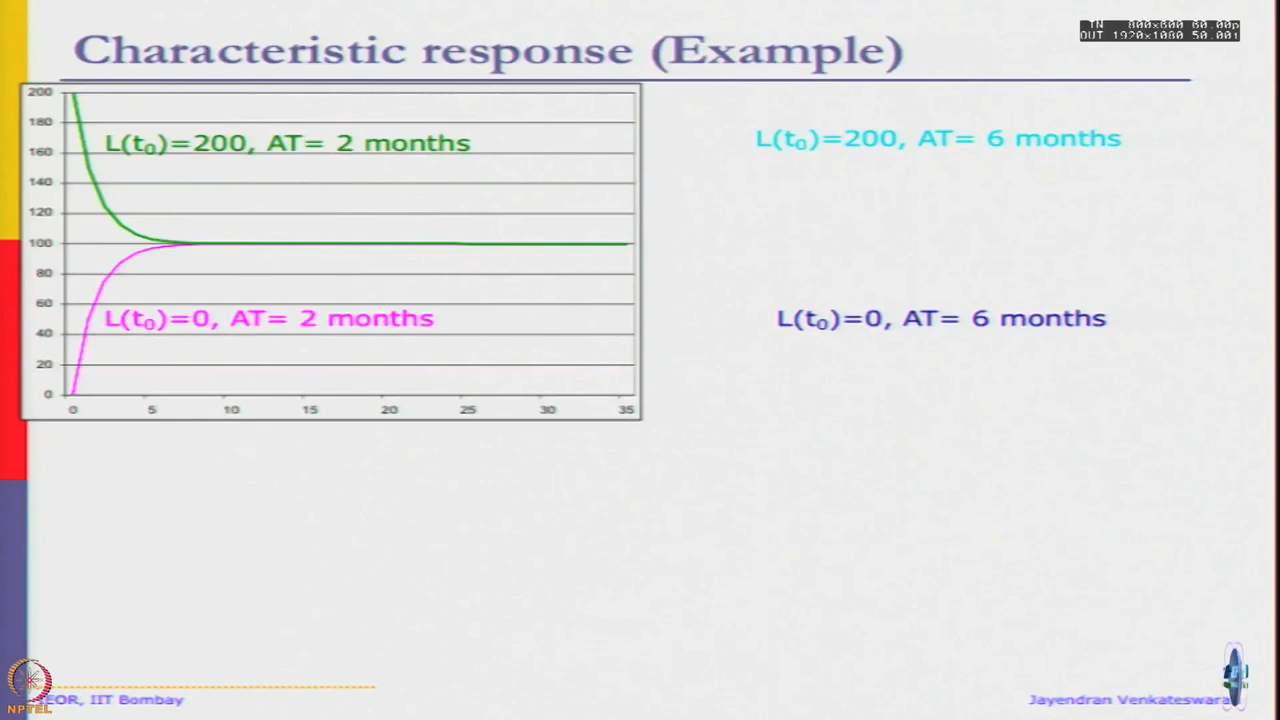 IN 800x600 60.00p
OUT 1920x1080 50.00i
Characteristic response (Example)
200
180
160
140
120
100
80
60
40
20
0
L(t₀)=200, AT= 2 months
L(t₀)=0, AT= 2 months
0 5 10 15 20 25 30 35
L(t₀)=200, AT= 6 months
L(t₀)=0, AT= 6 months
NPTEL
IEOR, IIT Bombay
Jayendran Venkateswara